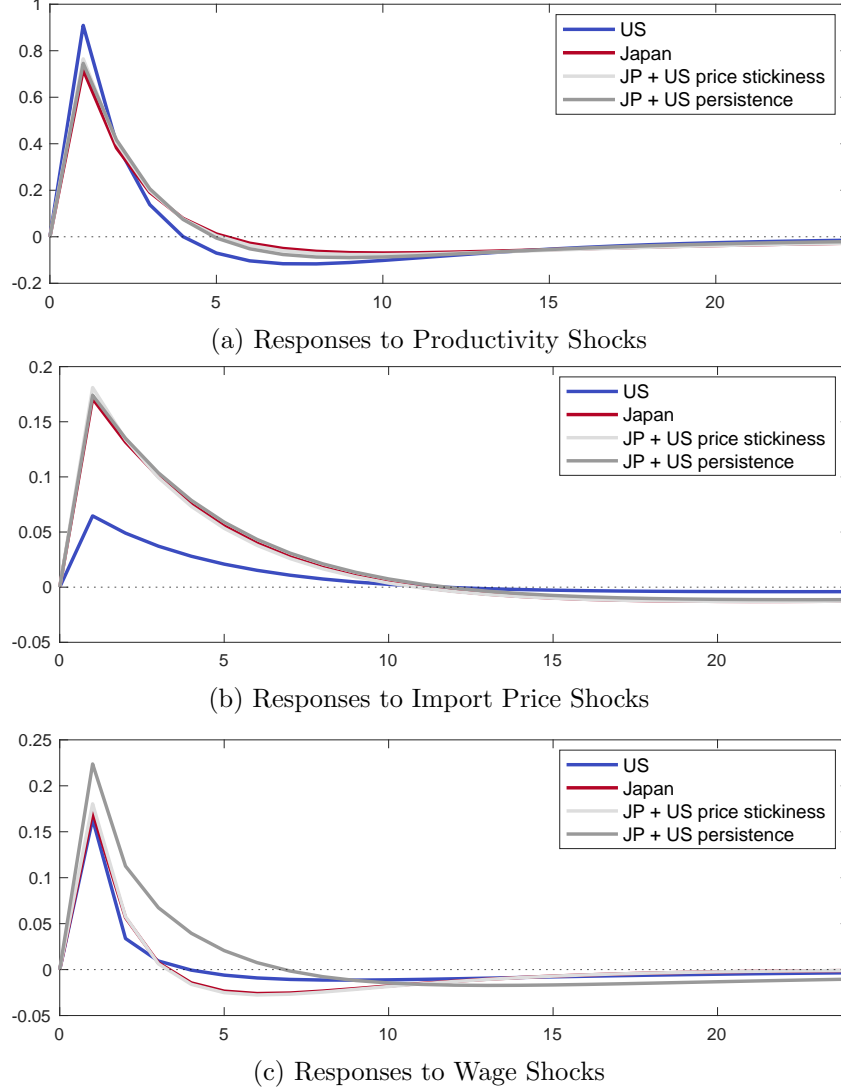 1
0.8
0.6
0.4
0.2
0
-0.2
0 5 10 15 20
US
Japan
JP + US price stickiness
JP + US persistence
(a) Responses to Productivity Shocks
0.2
0.15
0.1
0.05
0
-0.05
0 5 10 15 20
US
Japan
JP + US price stickiness
JP + US persistence
(b) Responses to Import Price Shocks
0.25
0.2
0.15
0.1
0.05
0
-0.05
0 5 10 15 20
US
Japan
JP + US price stickiness
JP + US persistence
(c) Responses to Wage Shocks